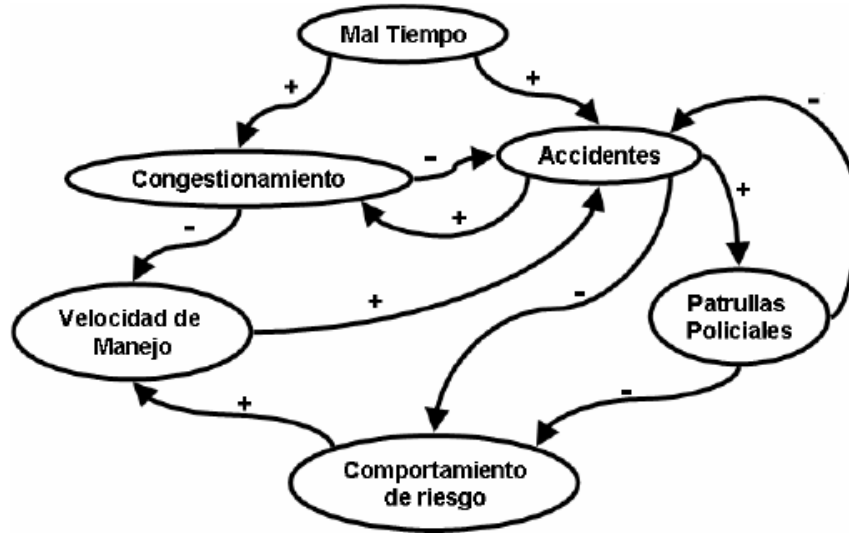 Mal Tiempo
+
+
-
Congestionamiento
-
Accidentes
+
+
-
Velocidad de
Manejo
+
-
Patrullas
Policiales
+
-
Comportamiento
de riesgo